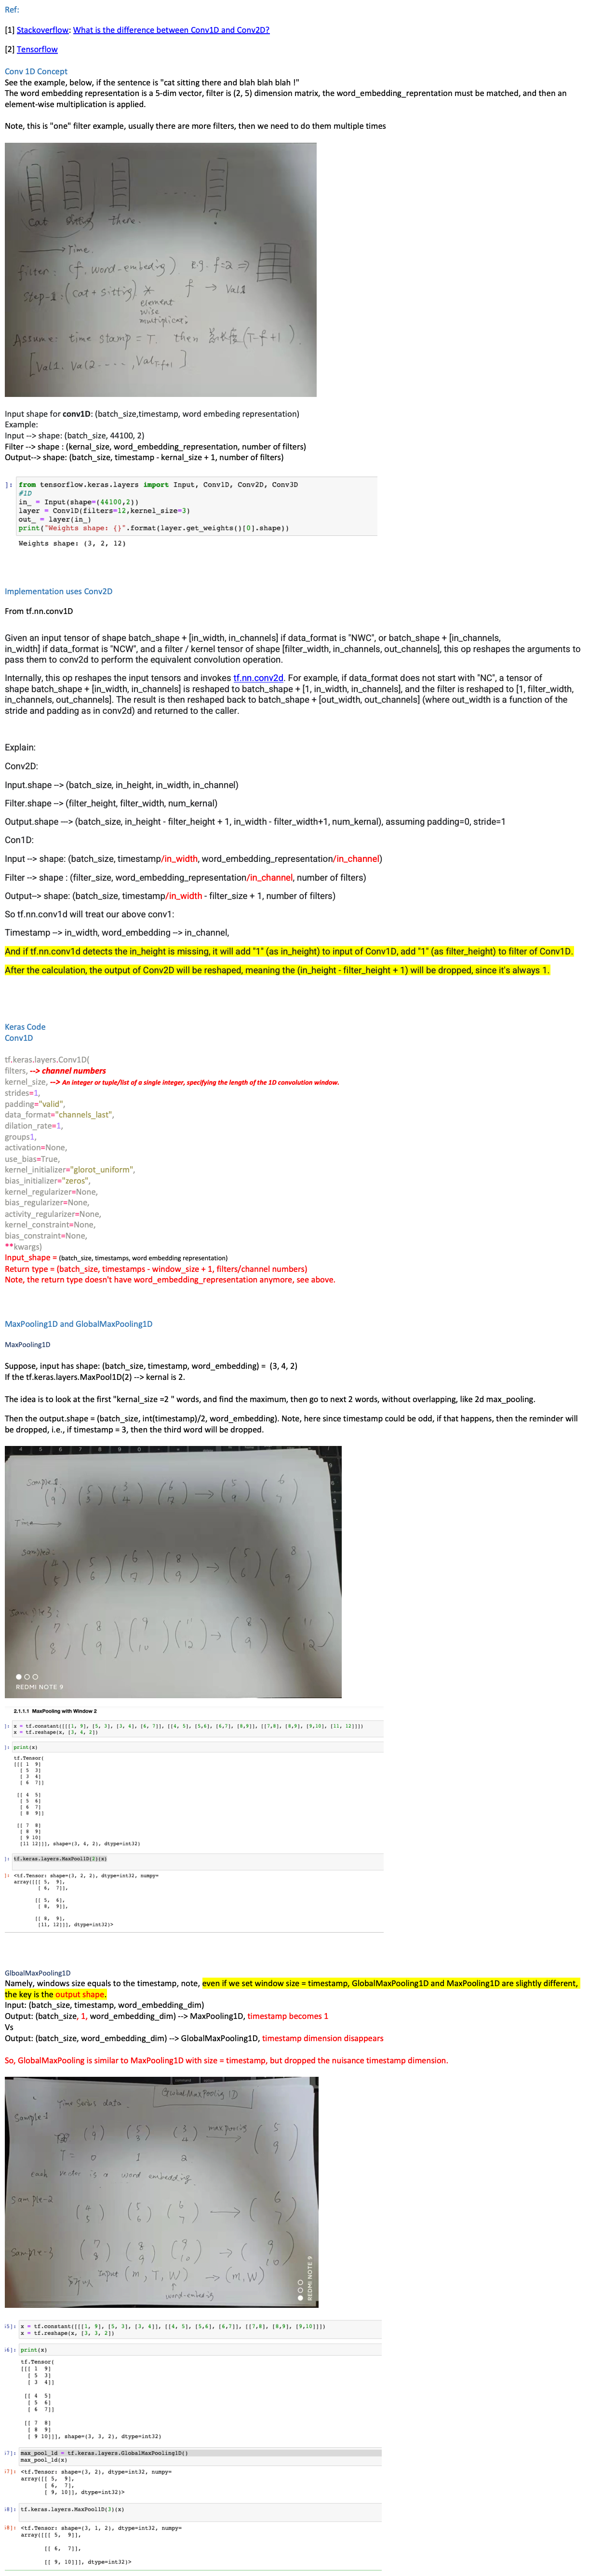 Ref:
[1] Stackoverflow: What is the difference between Conv1D and Conv2D?
[2] Tensorflow
Conv 1D Concept
See the example, below, if the sentence is "cat sitting there and blah blah blah !"
The word embedding representation is a 5-dim vector, filter is (2, 5) dimension matrix, the word_embedding_reprentation must be matched, and then an
element-wise multiplication is applied.
Note, this is "one" filter example, usually there are more filters, then we need to do them multiple times
Cat sitting there. !
Time.
filter: (f, word-embedig) e.g. f=2 ⇒
Step-1: (Cat + sitting) * f → Val1
element
wise
multiplicati
Assume: time stamp = T. then (T-f+1).
[Val1. Val2. ..., ValT-f+1]
Input shape for conv1D: (batch_size,timestamp, word embeding representation)
Example:
Input --> shape: (batch_size, 44100, 2)
Filter --> shape : (kernal_size, word_embedding_representation, number of filters)
Output--> shape: (batch_size, timestamp - kernal_size + 1, number of filters)
]: from tensorflow.keras.layers import Input, Conv1D, Conv2D, Conv3D
#1D
in_ = Input(shape=(44100,2))
layer = Conv1D(filters=12,kernel_size=3)
out_ = layer(in_)
print("Weights shape: {}".format(layer.get_weights()[0].shape))
Weights shape: (3, 2, 12)
Implementation uses Conv2D
From tf.nn.conv1D
Given an input tensor of shape batch_shape + [in_width, in_channels] if data_format is "NWC", or batch_shape + [in_channels,
in_width] if data_format is "NCW", and a filter / kernel tensor of shape [filter_width, in_channels, out_channels], this op reshapes the arguments to
pass them to conv2d to perform the equivalent convolution operation.
Internally, this op reshapes the input tensors and invokes tf.nn.conv2d. For example, if data_format does not start with "NC", a tensor of
shape batch_shape + [in_width, in_channels] is reshaped to batch_shape + [1, in_width, in_channels], and the filter is reshaped to [1, filter_width,
in_channels, out_channels]. The result is then reshaped back to batch_shape + [out_width, out_channels] (where out_width is a function of the
stride and padding as in conv2d) and returned to the caller.
Explain:
Conv2D:
Input.shape --> (batch_size, in_height, in_width, in_channel)
Filter.shape --> (filter_height, filter_width, num_kernal)
Output.shape ---> (batch_size, in_height - filter_height + 1, in_width - filter_width+1, num_kernal), assuming padding=0, stride=1
Con1D:
Input --> shape: (batch_size, timestamp/in_width, word_embedding_representation/in_channel)
Filter --> shape : (filter_size, word_embedding_representation/in_channel, number of filters)
Output--> shape: (batch_size, timestamp/in_width - filter_size + 1, number of filters)
So tf.nn.conv1d will treat our above conv1:
Timestamp --> in_width, word_embedding --> in_channel,
And if tf.nn.conv1d detects the in_height is missing, it will add "1" (as in_height) to input of Conv1D, add "1" (as filter_height) to filter of Conv1D.
After the calculation, the output of Conv2D will be reshaped, meaning the (in_height - filter_height + 1) will be dropped, since it's always 1.
Keras Code
Conv1D
tf.keras.layers.Conv1D(
filters, --> channel numbers
kernel_size, --> An integer or tuple/list of a single integer, specifying the length of the 1D convolution window.
strides=1,
padding="valid",
data_format="channels_last",
dilation_rate=1,
groups1,
activation=None,
use_bias=True,
kernel_initializer="glorot_uniform",
bias_initializer="zeros",
kernel_regularizer=None,
bias_regularizer=None,
activity_regularizer=None,
kernel_constraint=None,
bias_constraint=None,
**kwargs)
Input_shape = (batch_size, timestamps, word embedding representation)
Return type = (batch_size, timestamps - window_size + 1, filters/channel numbers)
Note, the return type doesn't have word_embedding_representation anymore, see above.
MaxPooling1D and GlobalMaxPooling1D
MaxPooling1D
Suppose, input has shape: (batch_size, timestamp, word_embedding) = (3, 4, 2)
If the tf.keras.layers.MaxPool1D(2) --> kernal is 2.
The idea is to look at the first "kernal_size =2 " words, and find the maximum, then go to next 2 words, without overlapping, like 2d max_pooling.
Then the output.shape = (batch_size, int(timestamp)/2, word_embedding). Note, here since timestamp could be odd, if that happens, then the reminder will
be dropped, i.e., if timestamp = 3, then the third word will be dropped.
Sample1:
(1 9) (5 3) (3 4) (6 7) → (5 9) (6 7)
Time
sample2:
(4 5) (5 6) (6 7) (8 9) → (5 6) (8 9)
(7 8) (8 9) (9 10) (11 12) → (8 9) (11 12)
REDMI NOTE 9
2.1.1.1 MaxPooling with Window 2
]: x = tf.constant([[[1, 9], [5, 3], [3, 4], [6, 7]], [[4, 5], [5,6], [6,7], [8,9]], [[7,8], [8,9], [9,10], [11, 12]]])
x = tf.reshape(x, [3, 4, 2])
]: print(x)
tf.Tensor(
[[[ 1 9]
[ 5 3]
[ 3 4]
[ 6 7]]
[[ 4 5]
[ 5 6]
[ 6 7]
[ 8 9]]
[[ 7 8]
[ 8 9]
[ 9 10]
[11 12]]], shape=(3, 4, 2), dtype=int32)
]: tf.keras.layers.MaxPool1D(2)(x)
]: <tf.Tensor: shape=(3, 2, 2), dtype=int32, numpy=
array([[[ 5, 9],
[ 6, 7]],
[[ 5, 6],
[ 8, 9]],
[[ 8, 9],
[11, 12]]], dtype=int32)>
GlboalMaxPooling1D
Namely, windows size equals to the timestamp, note, even if we set window size = timestamp, GlobalMaxPooling1D and MaxPooling1D are slightly different,
the key is the output shape.
Input: (batch_size, timestamp, word_embedding_dim)
Output: (batch_size, 1, word_embedding_dim) --> MaxPooling1D, timestamp becomes 1
Vs
Output: (batch_size, word_embedding_dim) --> GlobalMaxPooling1D, timestamp dimension disappears
So, GlobalMaxPooling is similar to MaxPooling1D with size = timestamp, but dropped the nuisance timestamp dimension.
Time Series data. GlobalMaxPooling 1D
Sample-1
(1 9) (5 3) (3 4) maxpooling → (5 9)
T = 0 1 2
each vector is a word embedding.
Sample-2
(6 7) → (6 7)
Sample-3 (7 8) (8 9) (9 10) → (9 10)
Input (m, T, W) → (m, W)
word-embedding
REDMI NOTE 9
:5]: x = tf.constant([[[1, 9], [5, 3], [3, 4]], [[4, 5], [5,6], [6,7]], [[7,8], [8,9], [9,10]]])
x = tf.reshape(x, [3, 3, 2])
:6]: print(x)
tf.Tensor(
[[[ 1 9]
[ 5 3]
[ 3 4]]
[[ 4 5]
[ 5 6]
[ 6 7]]
[[ 7 8]
[ 8 9]
[ 9 10]]], shape=(3, 3, 2), dtype=int32)
:7]: max_pool_1d = tf.keras.layers.GlobalMaxPooling1D()
max_pool_1d(x)
:7]: <tf.Tensor: shape=(3, 2), dtype=int32, numpy=
array([[ 5, 9],
[ 6, 7],
[ 9, 10]], dtype=int32)>
:8]: tf.keras.layers.MaxPool1D(3)(x)
:8]: <tf.Tensor: shape=(3, 1, 2), dtype=int32, numpy=
array([[[ 5, 9]],
[[ 6, 7]],
[[ 9, 10]]], dtype=int32)>